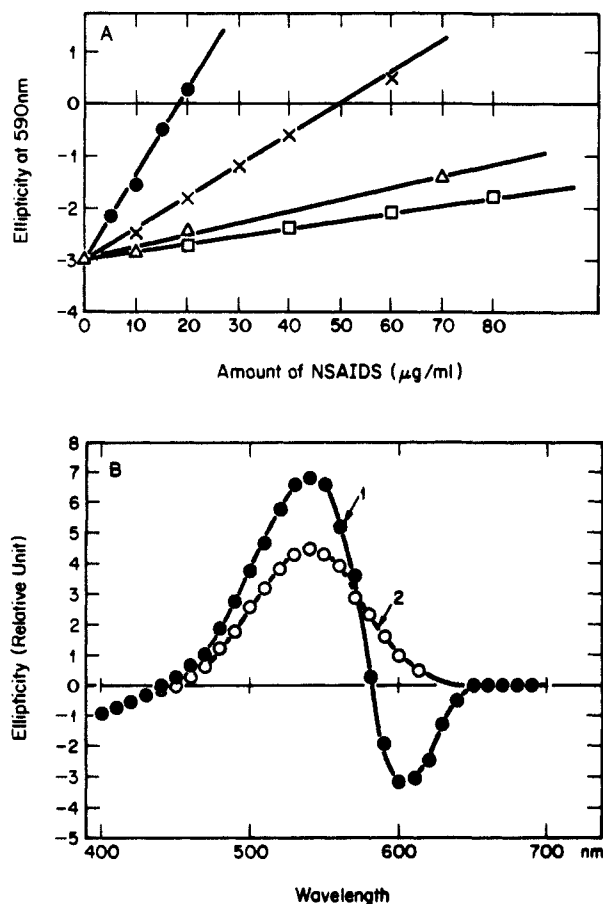 A
1
0
-1
-2
-3
-4
Ellipticity at 590nm
0 10 20 30 40 50 60 70 80
Amount of NSAIDS (μg/ml)
B
8
7
6
5
4
3
2
1
0
-1
-2
-3
-4
-5
Ellipticity (Relative Unit)
1
2
400 500 600 700 nm
Wavelength